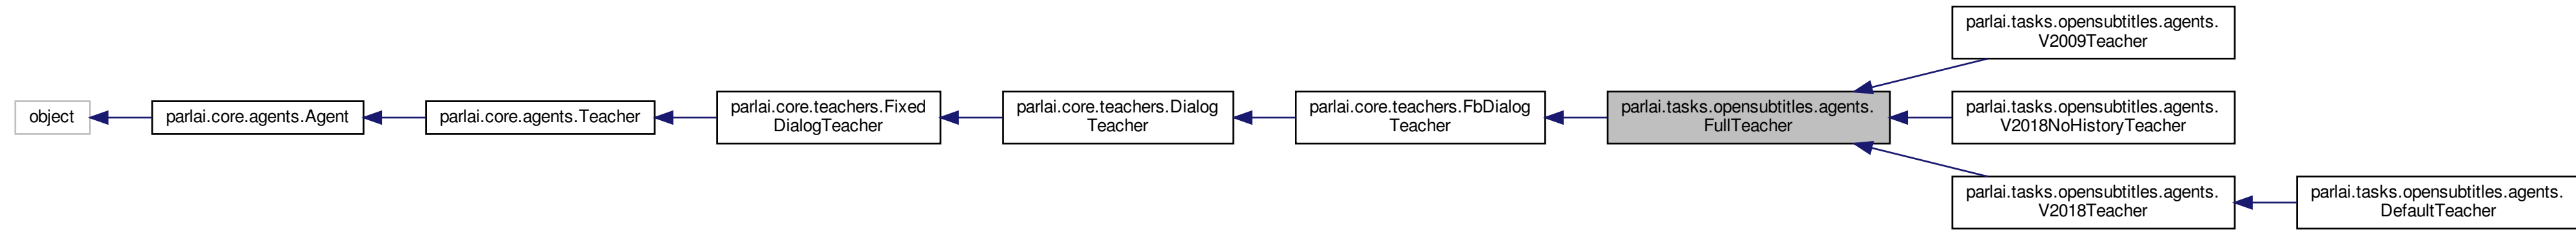 object
parlai.core.agents.Agent
parlai.core.agents.Teacher
parlai.core.teachers.Fixed
DialogTeacher
parlai.core.teachers.Dialog
Teacher
parlai.core.teachers.FbDialog
Teacher
parlai.tasks.opensubtitles.agents.
FullTeacher
parlai.tasks.opensubtitles.agents.
V2009Teacher
parlai.tasks.opensubtitles.agents.
V2018NoHistoryTeacher
parlai.tasks.opensubtitles.agents.
V2018Teacher
parlai.tasks.opensubtitles.agents.
DefaultTeacher